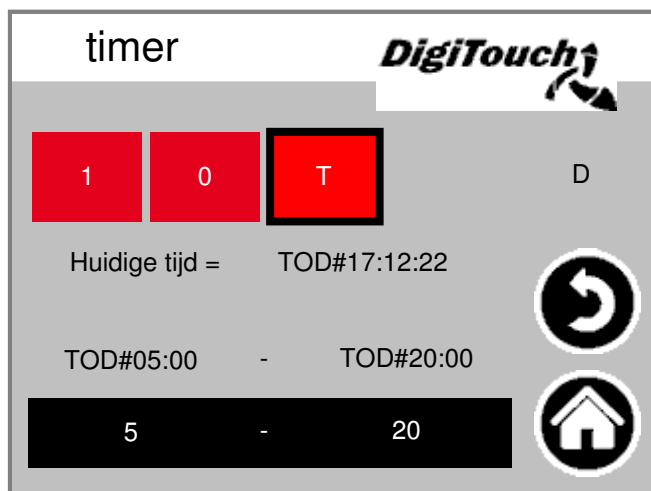 timer DigiTouch
1 0 T D
Huidige tijd = TOD#17:12:22
TOD#05:00 - TOD#20:00
5 - 20